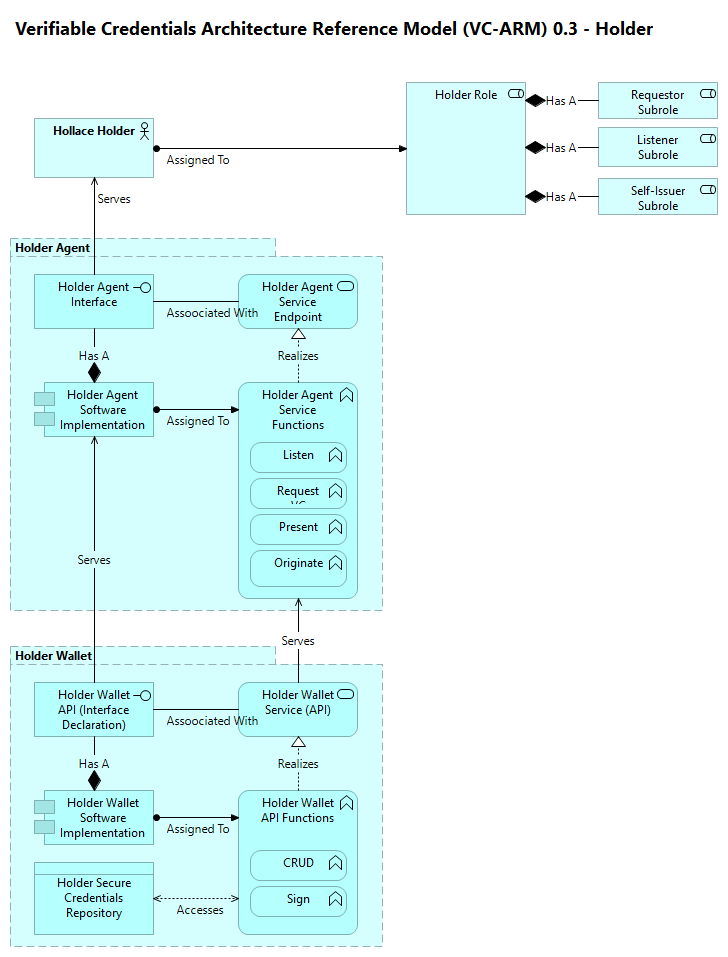 Verifiable Credentials Architecture Reference Model (VC-ARM) 0.3 - Holder
Holder Role
Has A
Requestor
Subrole
Hollace Holder
Assigned To
Has A
Listener
Subrole
Has A
Self-Issuer
Subrole
Serves
Holder Agent
Holder Agent
Interface
Assoociated With
Holder Agent
Service
Endpoint
Has A
Realizes
Holder Agent
Software
Implementation
Assigned To
Holder Agent
Service
Functions
Listen
Request
Present
Originate
Serves
Serves
Holder Wallet
Holder Wallet
API (Interface
Declaration)
Assoociated With
Holder Wallet
Service (API)
Has A
Realizes
Holder Wallet
Software
Implementation
Assigned To
Holder Wallet
API Functions
CRUD
Sign
Holder Secure
Credentials
Repository
Accesses